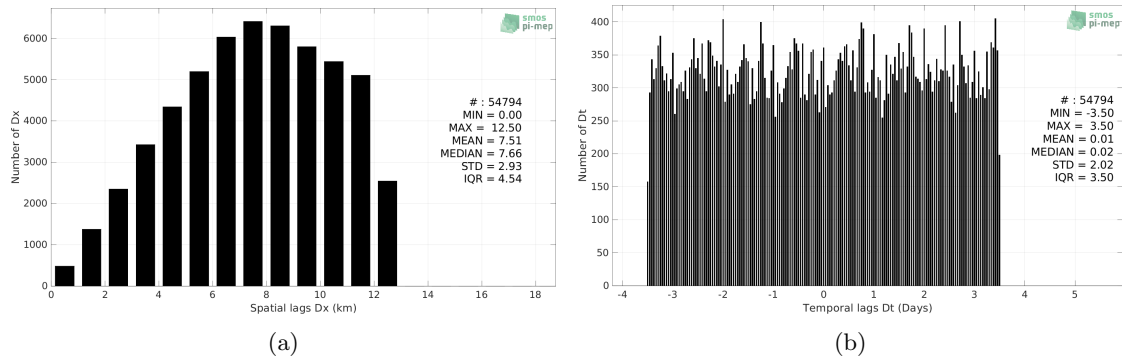 smos
pi-mep
Number of Dx
6000
5000
4000
3000
2000
1000
0
# : 54794
MIN = 0.00
MAX = 12.50
MEAN = 7.51
MEDIAN = 7.66
STD = 2.93
IQR = 4.54
0 2 4 6 8 10 12 14 16 18
Spatial lags Dx (km)
(a)
smos
pi-mep
Number of Dt
400
350
300
250
200
150
100
50
0
# : 54794
MIN = -3.50
MAX = 3.50
MEAN = 0.01
MEDIAN = 0.02
STD = 2.02
IQR = 3.50
-4 -3 -2 -1 0 1 2 3 4 5
Temporal lags Dt (Days)
(b)